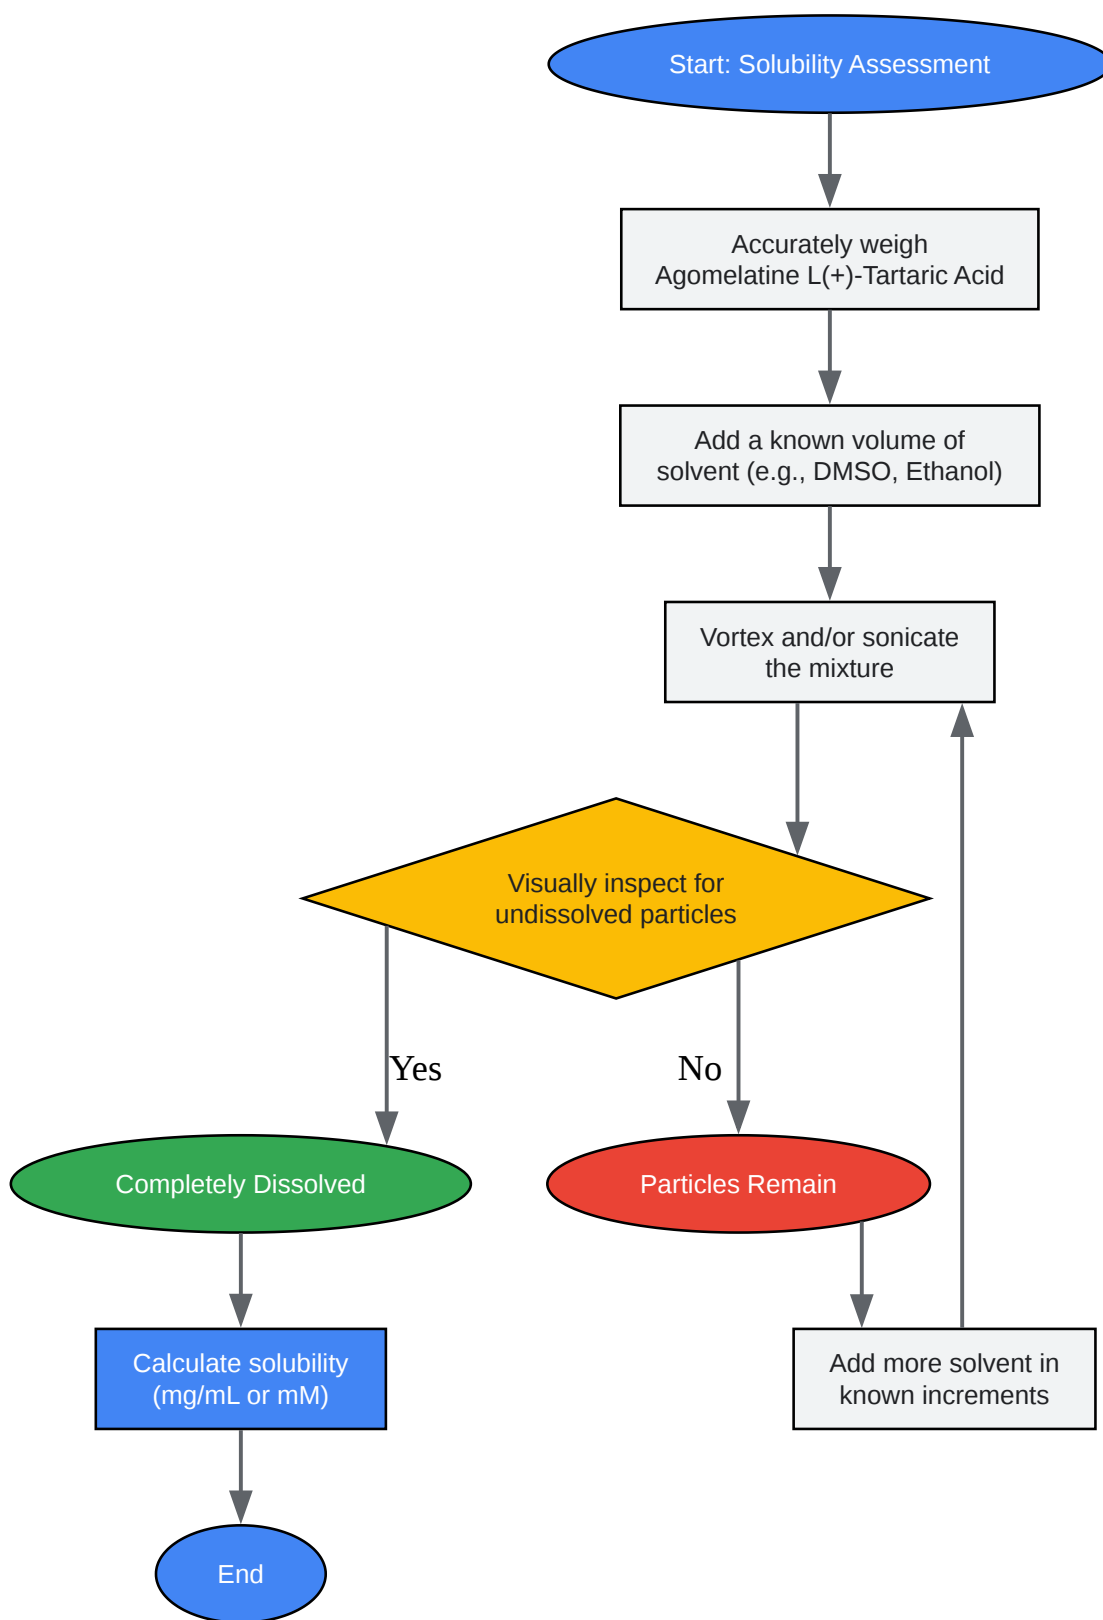 Start: Solubility Assessment
Accurately weigh
Agomelatine L(+)-Tartaric Acid
Add a known volume of
solvent (e.g., DMSO, Ethanol)
Vortex and/or sonicate
the mixture
Visually inspect for
undissolved particles
Yes
No
Completely Dissolved
Particles Remain
Calculate solubility
(mg/mL or mM)
Add more solvent in
known increments
End